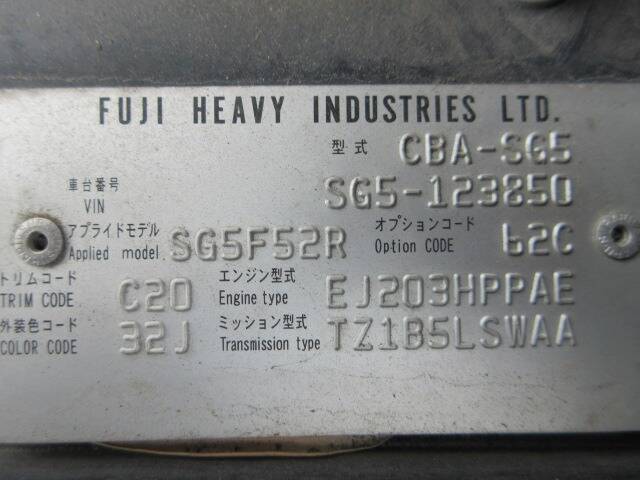 FUJI HEAVY INDUSTRIES LTD.
型式 CBA-SG5
車台番号 VIN SG5-123850
アプライドモデル Applied model SG5F52R オプションコード Option CODE b2C
トリムコード TRIM CODE C20 エンジン型式 Engine type EJ203HPPAE
外装色コード COLOR CODE 32J ミッション型式 Transmission type TZ1B5LSWAA